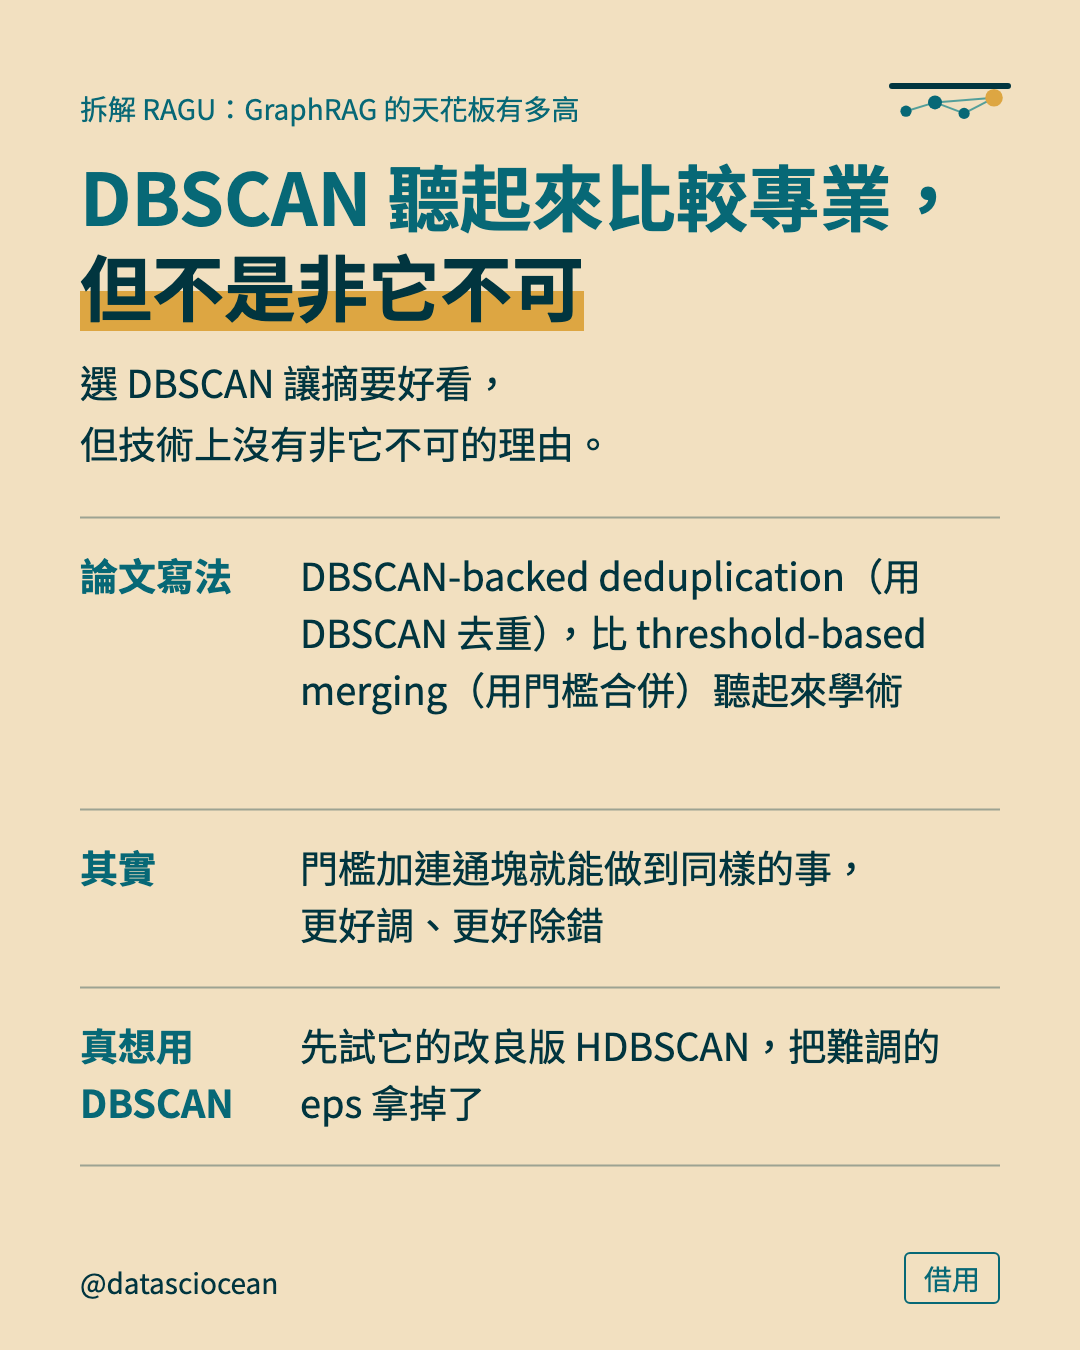 拆解 RAGU：GraphRAG 的天花板有多高
DBSCAN 聽起來比較專業，
但不是非它不可
選 DBSCAN 讓摘要好看，
但技術上沒有非它不可的理由。
論文寫法
DBSCAN-backed deduplication（用
DBSCAN 去重），比 threshold-based
merging（用門檻合併）聽起來學術
其實
門檻加連通塊就能做到同樣的事，
更好調、更好除錯
真想用
DBSCAN
先試它的改良版 HDBSCAN，把難調的
eps 拿掉了
@datasciocean
借用